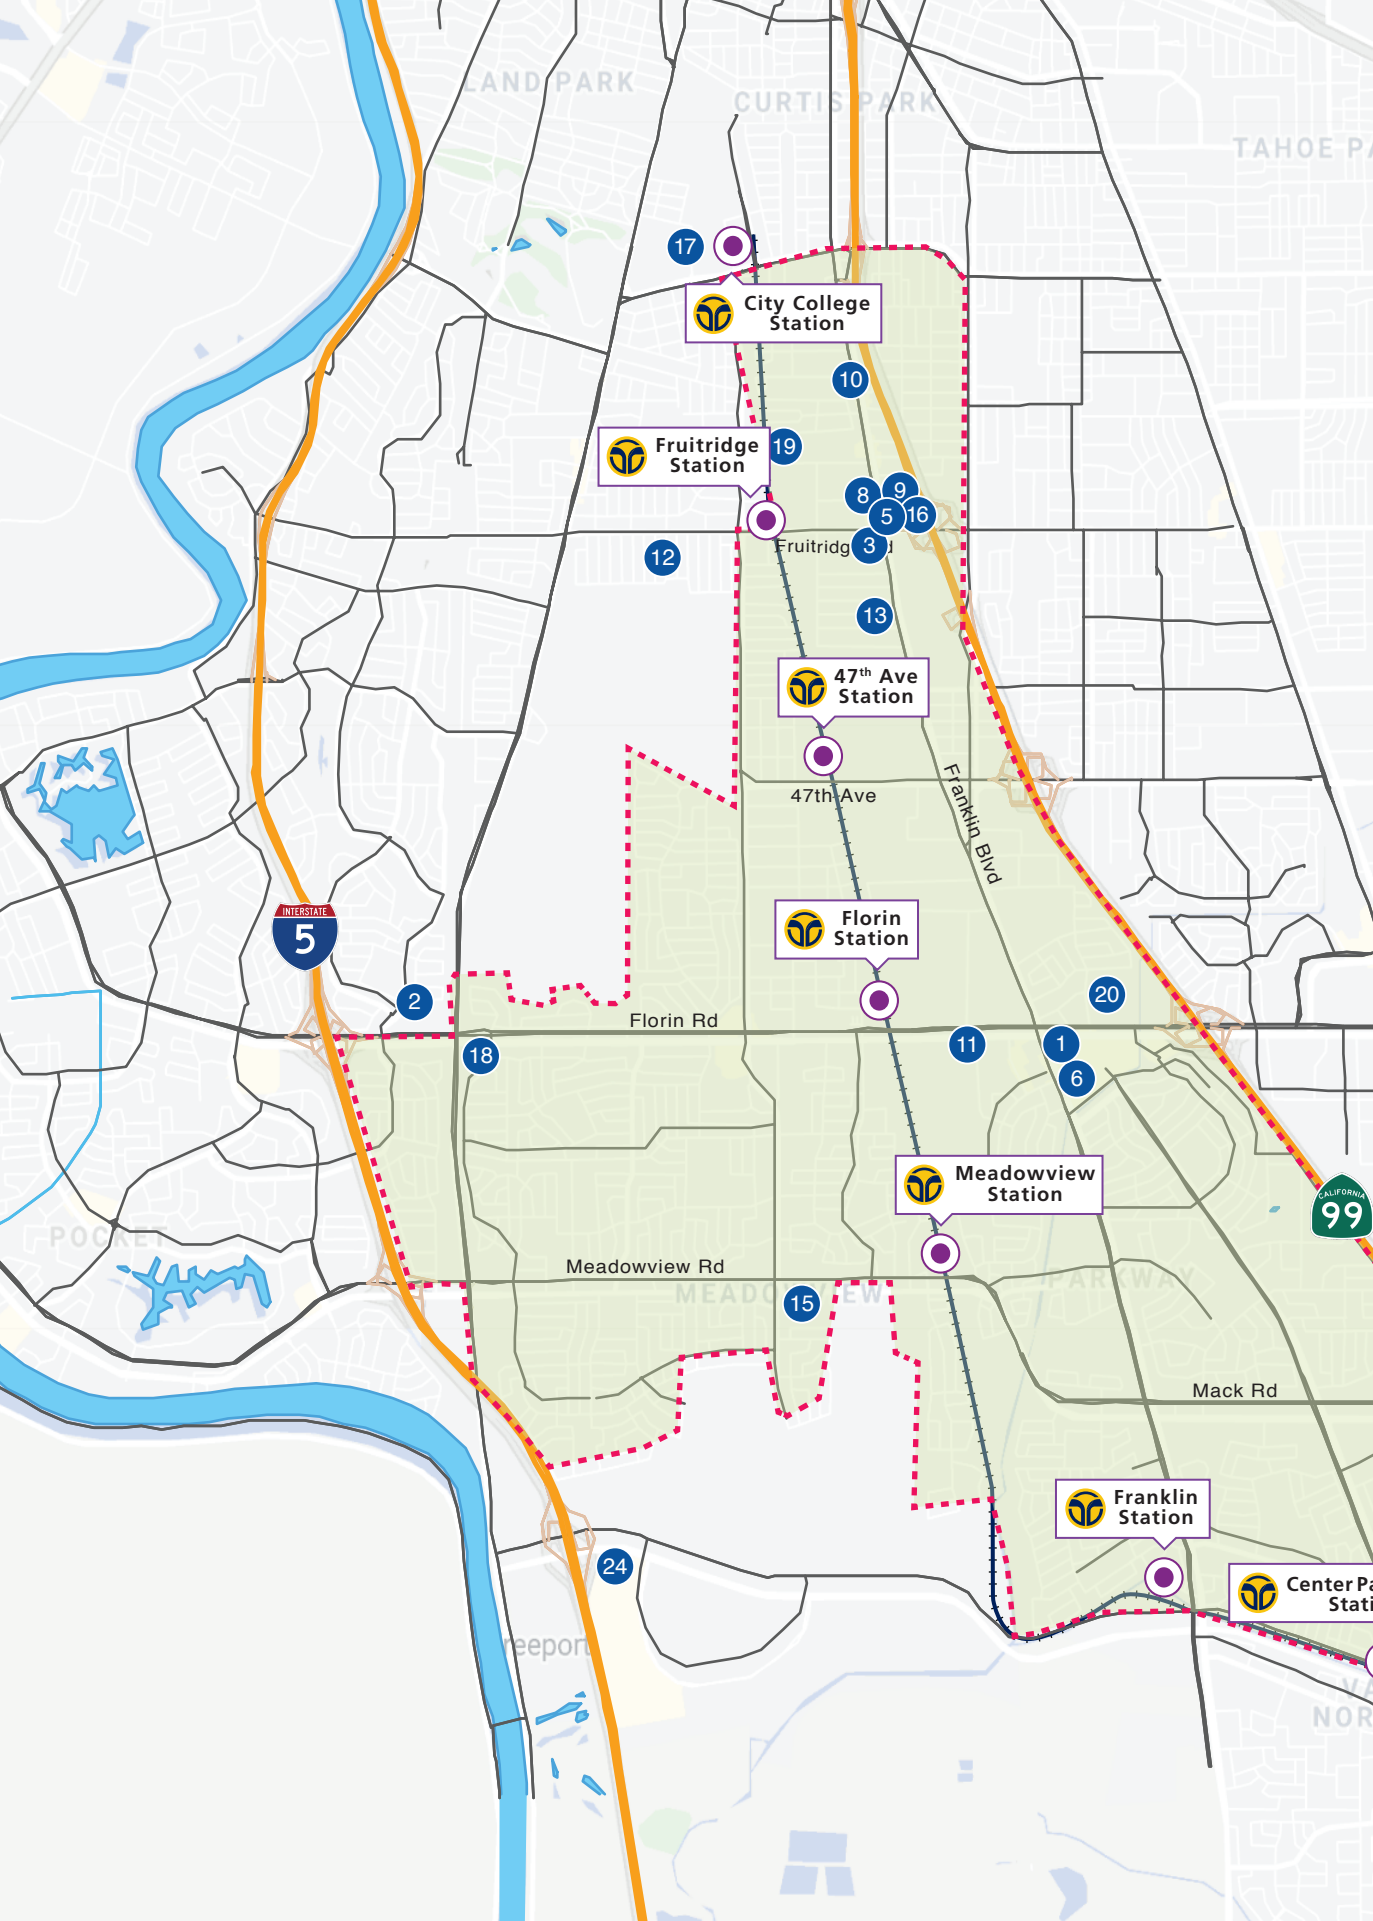 LAND PARK
CURTIS PARK
TAHOE PA
17
City College
Station
10
Fruitridge
Station
19
8
9
5
16
3
Fruitridg
d
12
13
47th Ave
Station
47th Ave
Franklin Blvd
INTERSTATE
5
Florin
Station
2
20
Florin Rd
18
11
1
6
Meadowview
Station
CALIFORNIA
99
POCKET
Meadowview Rd
MEADOWVIEW
PARKWAY
15
Mack Rd
Franklin
Station
24
Center Pa
Stati
reeport
VA
NOR